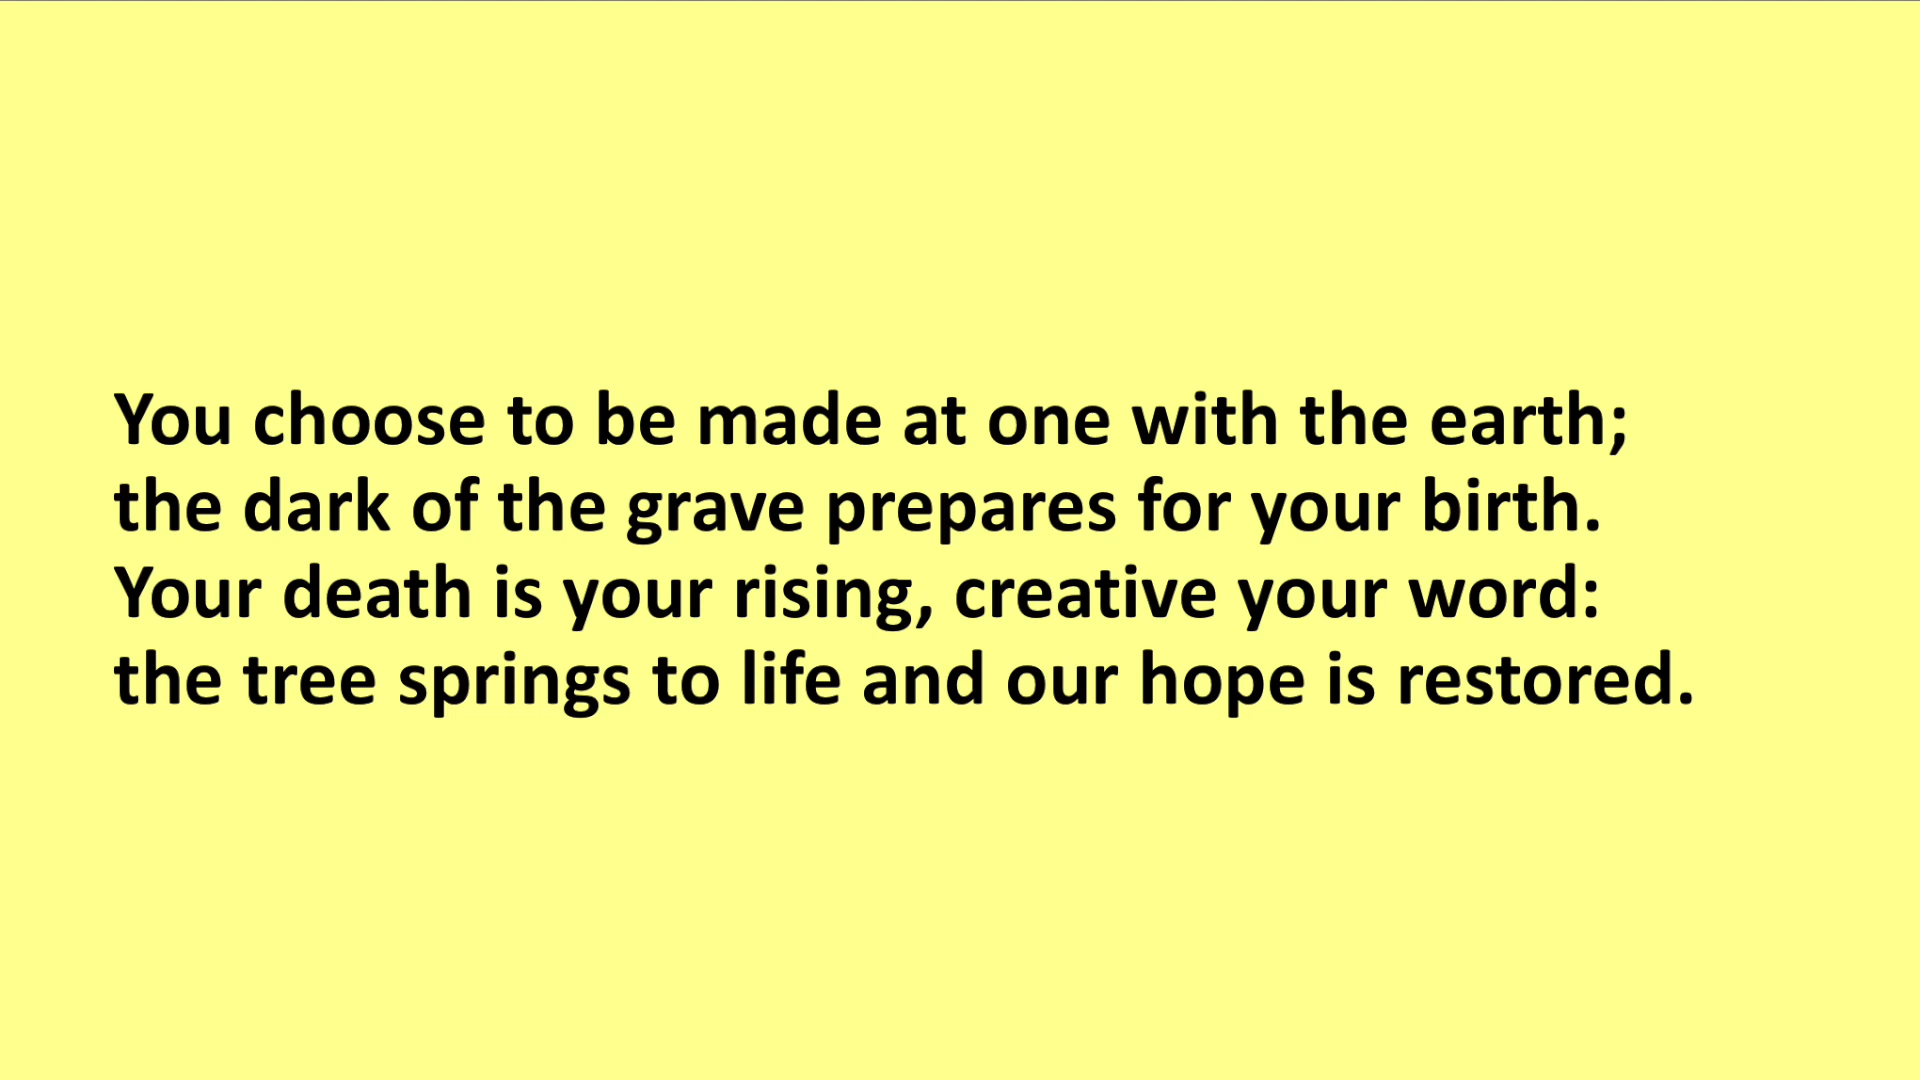 You choose to be made at one with the earth;
the dark of the grave prepares for your birth.
Your death is your rising, creative your word:
the tree springs to life and our hope is restored.